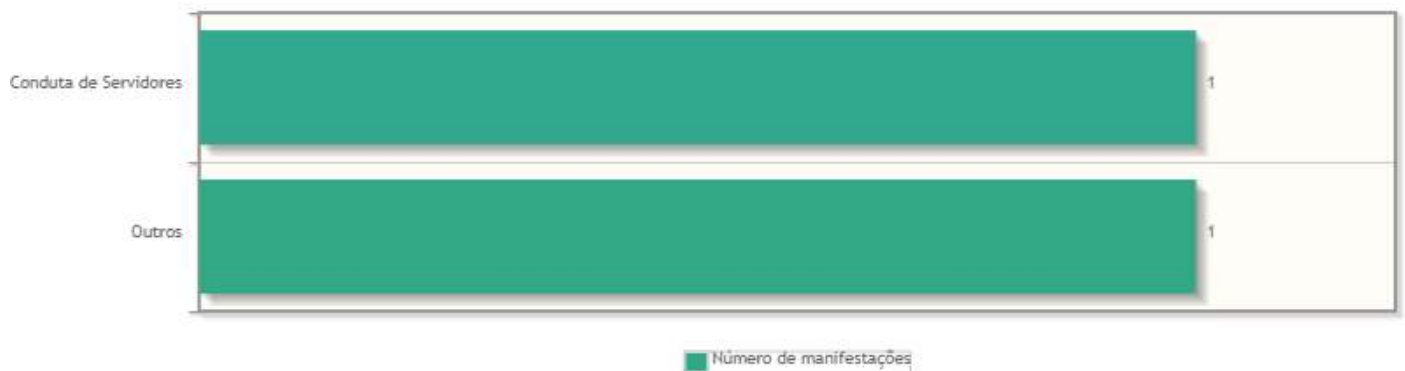 Conduta de Servidores
1
Outros
1
Número de manifestações